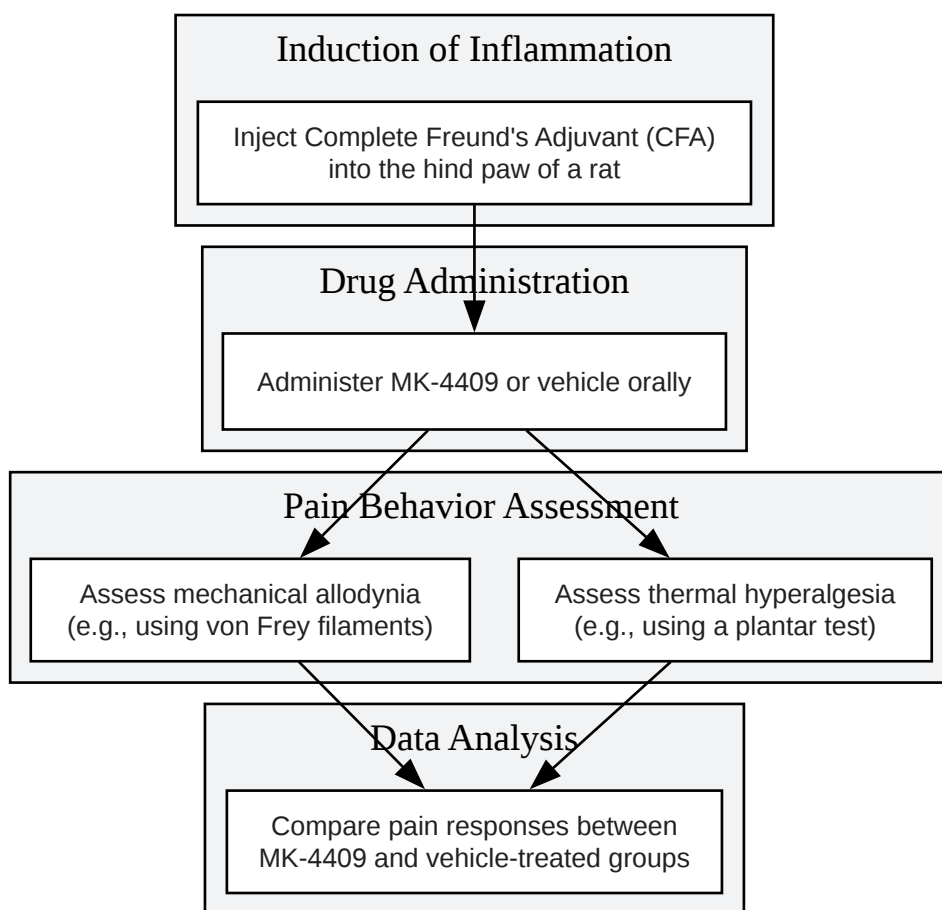 Induction of Inflammation
Inject Complete Freund's Adjuvant (CFA)
into the hind paw of a rat
Drug Administration
Administer MK-4409 or vehicle orally
Pain Behavior Assessment
Assess mechanical allodynia
(e.g., using von Frey filaments)
Assess thermal hyperalgesia
(e.g., using a plantar test)
Data Analysis
Compare pain responses between
MK-4409 and vehicle-treated groups